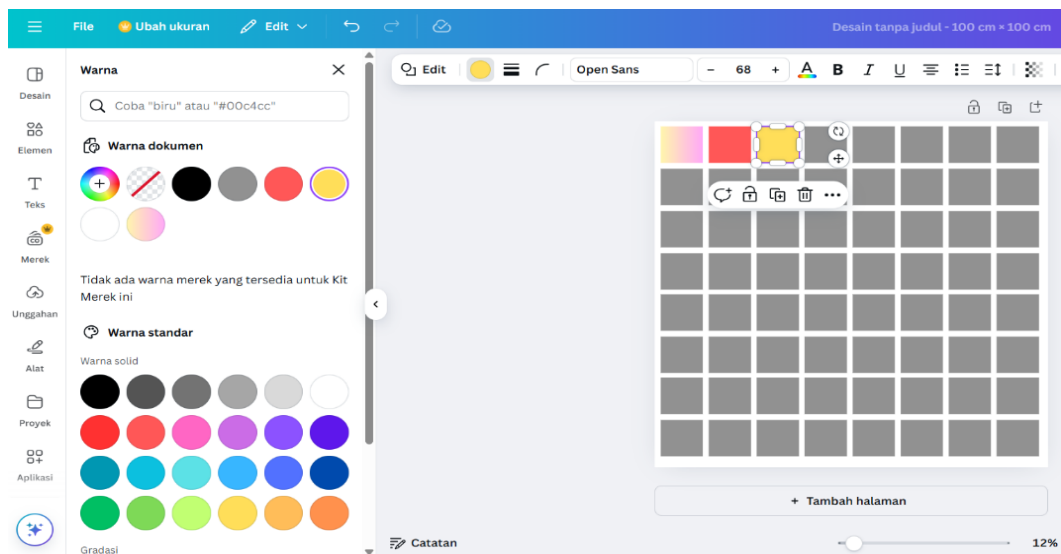 File
Ubah ukuran
Edit
Desain tanpa judul - 100 cm × 100 cm
Desain
Elemen
Teks
Merek
CO
Unggahan
Alat
Proyek
Aplikasi
Warna
Coba "biru" atau "#00c4cc"
Warna dokumen
Tidak ada warna merek yang tersedia untuk Kit
Merek ini
Warna standar
Warna solid
Gradasi
Edit
Open Sans
- 68 +
A B I U
+ Tambah halaman
Catatan
12%